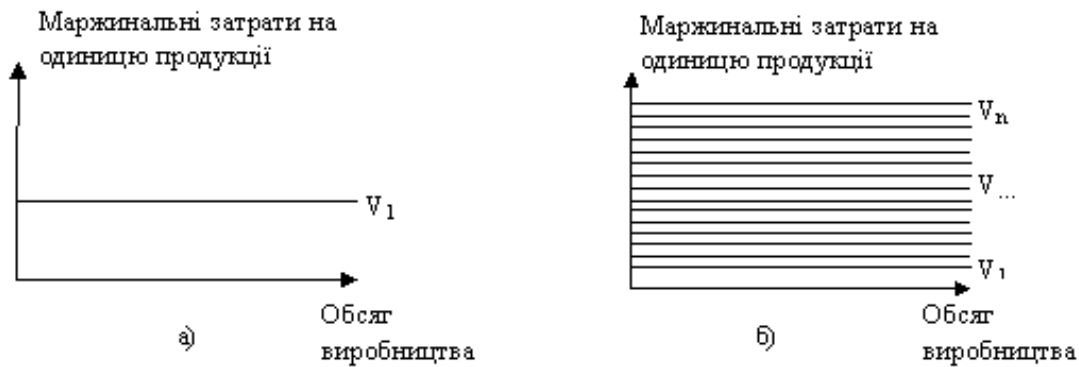 Маржинальні затрати на
одиницю продукції
V1
Обсяг
виробництва
а)
Маржинальні затрати на
одиницю продукції
Vn
V...
V1
Обсяг
виробництва
б)